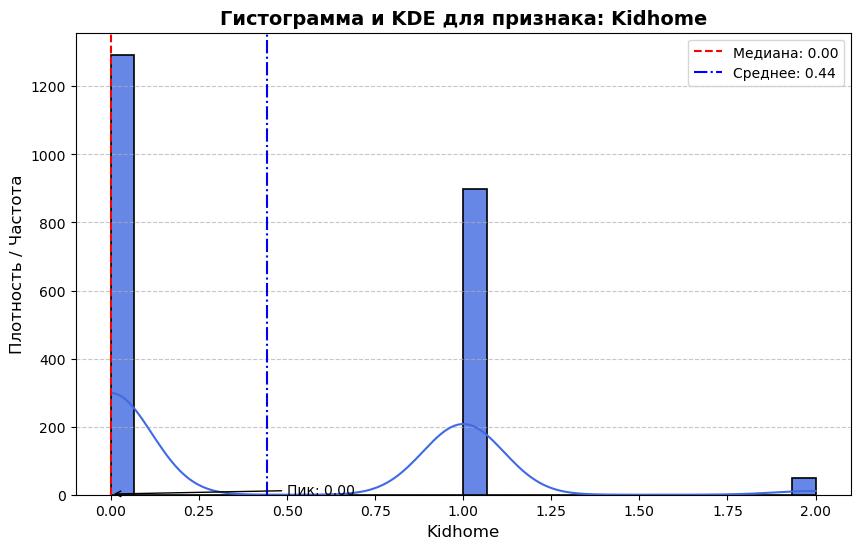 Гистограмма и KDE для признака: Kidhome
Медиана: 0.00
Среднее: 0.44
Плотность / Частота
1200
1000
800
600
400
200
0
Пик: 0.00
0.00 0.25 0.50 0.75 1.00 1.25 1.50 1.75 2.00
Kidhome